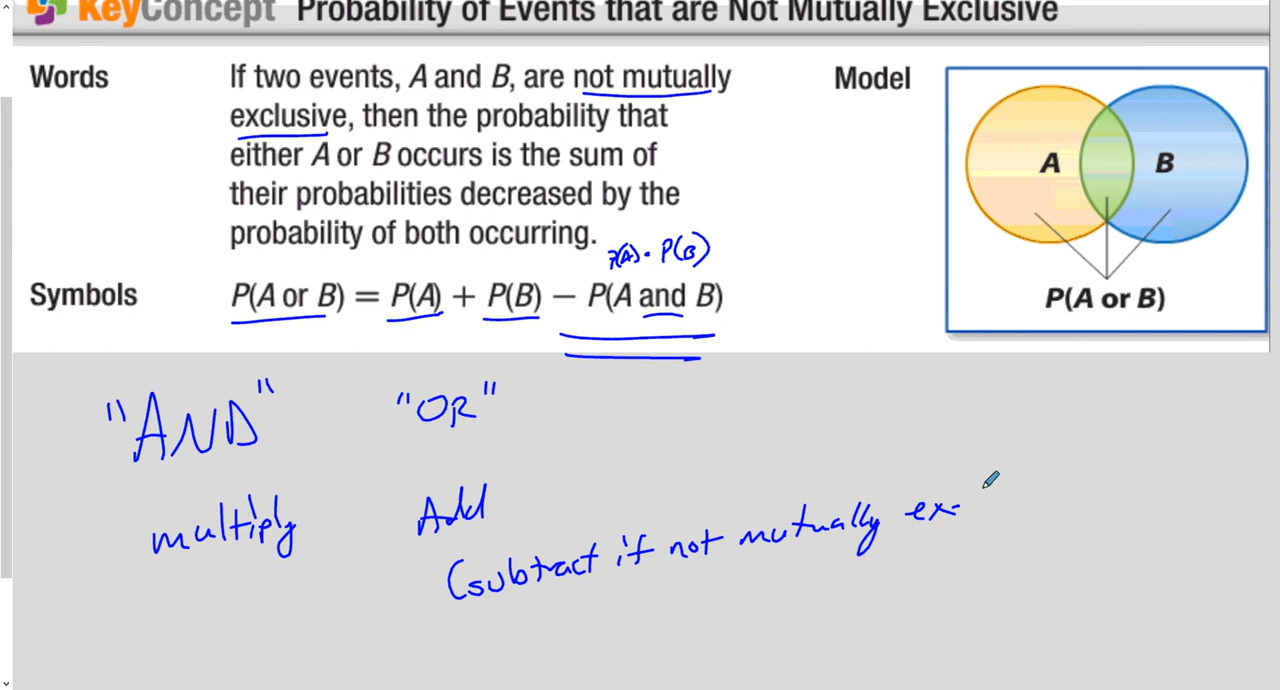 KeyConcept Probability of Events that are Not Mutually Exclusive
Words
If two events, A and B, are not mutually
exclusive, then the probability that
either A or B occurs is the sum of
their probabilities decreased by the
probability of both occurring.
Model
A
B
P(A or B)
P(A) · P(B)
Symbols
P(A or B) = P(A) + P(B) − P(A and B)
"AND" "OR"
multiply Add
(subtract if not mutually ex-